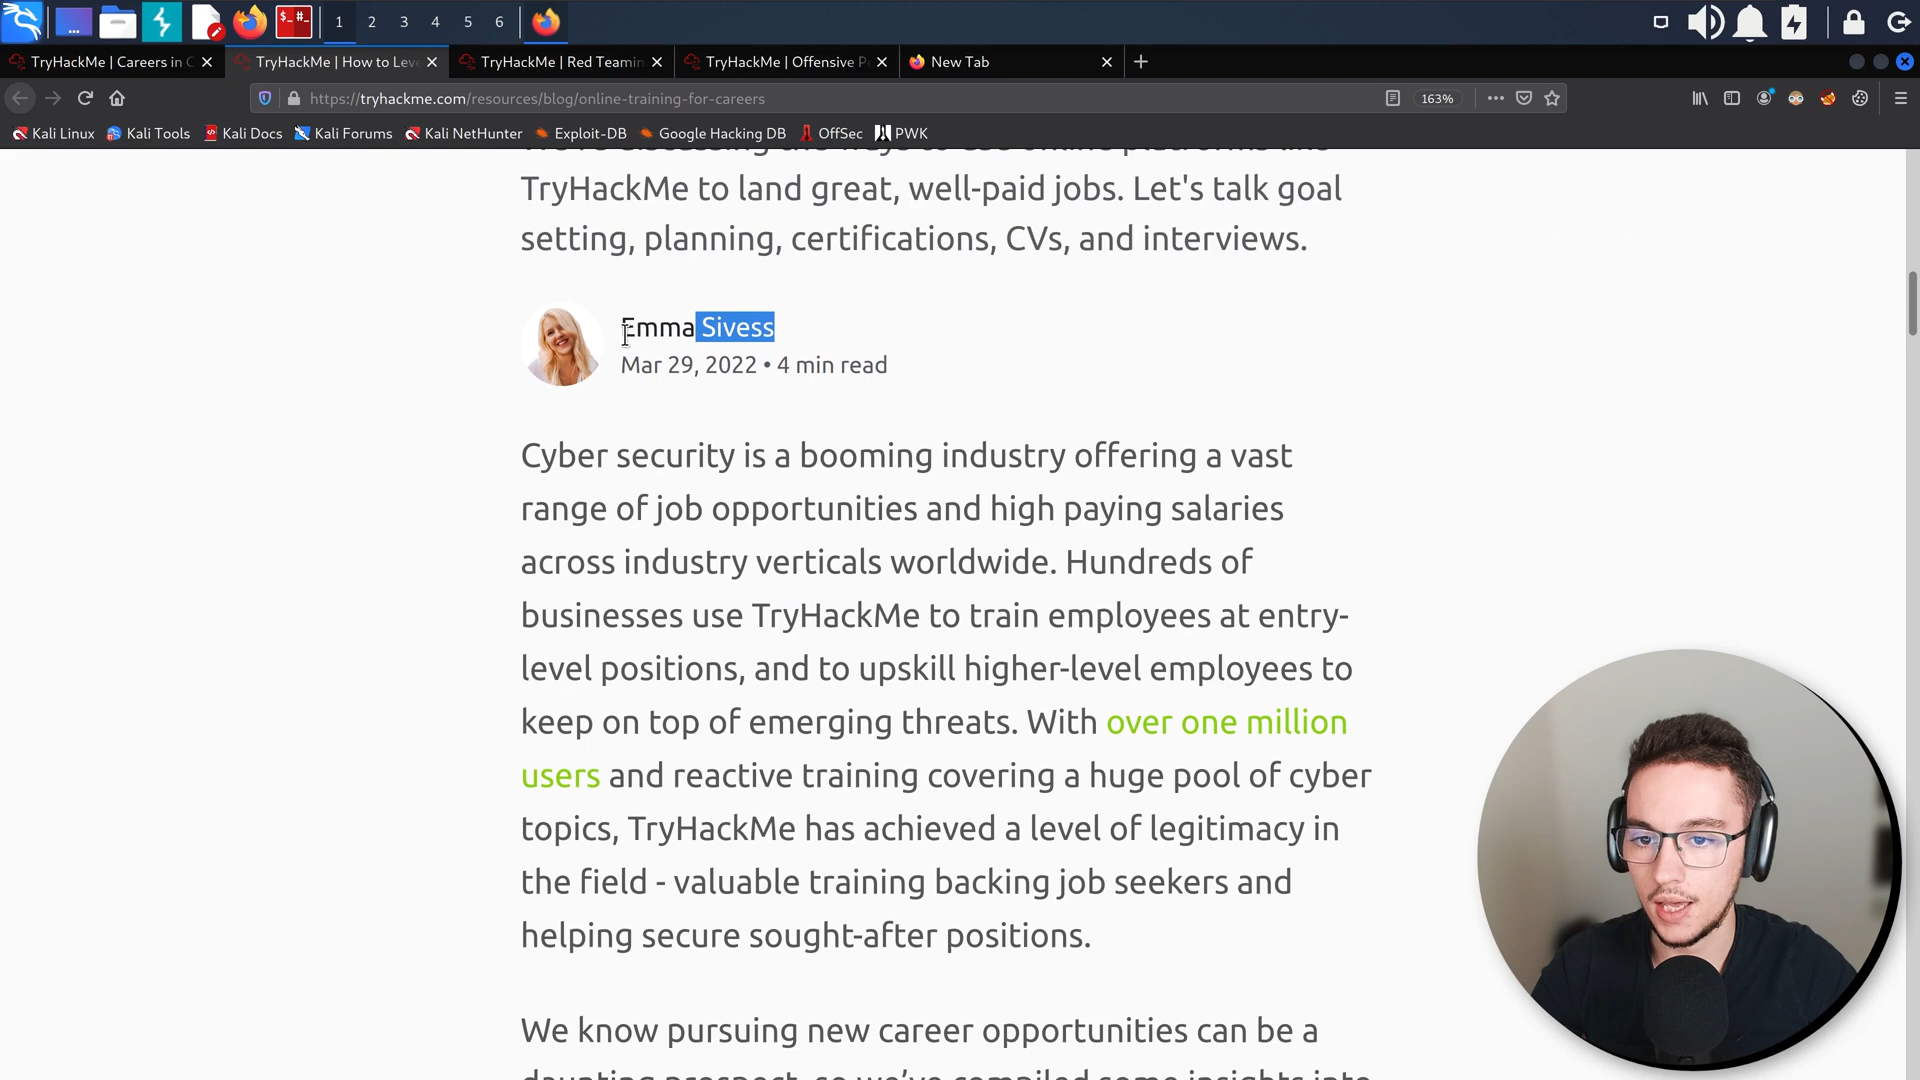 1 2 3 4 5 6
TryHackMe | Careers in C TryHackMe | How to Leve TryHackMe | Red Teamin TryHackMe | Offensive Pe New Tab
https://tryhackme.com/resources/blog/online-training-for-careers 163%
Kali Linux Kali Tools Kali Docs Kali Forums Kali NetHunter Exploit-DB Google Hacking DB OffSec PWK
TryHackMe to land great, well-paid jobs. Let's talk goal
setting, planning, certifications, CVs, and interviews.
Emma Sivess
Mar 29, 2022 • 4 min read
Cyber security is a booming industry offering a vast
range of job opportunities and high paying salaries
across industry verticals worldwide. Hundreds of
businesses use TryHackMe to train employees at entry-
level positions, and to upskill higher-level employees to
keep on top of emerging threats. With over one million
users and reactive training covering a huge pool of cyber
topics, TryHackMe has achieved a level of legitimacy in
the field - valuable training backing job seekers and
helping secure sought-after positions.
We know pursuing new career opportunities can be a